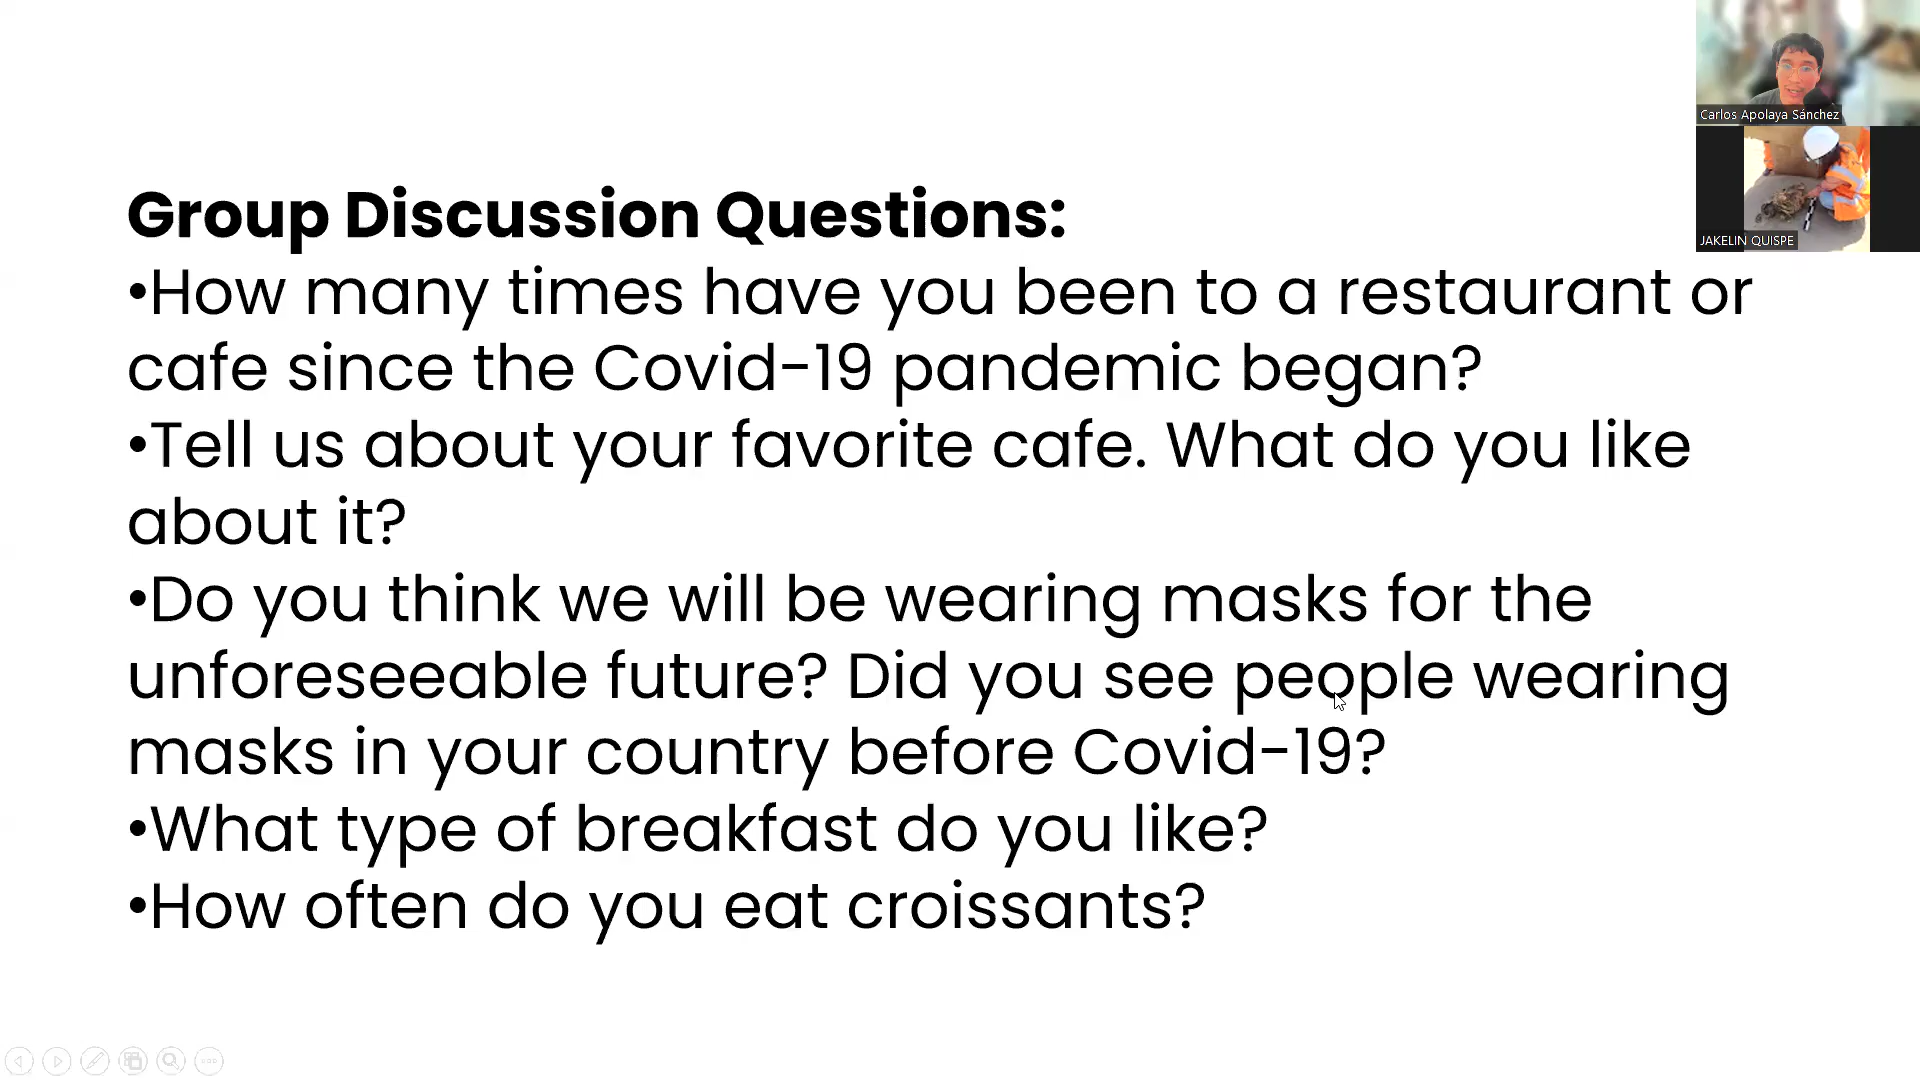 Carlos Apolaya Sánchez
JAKELIN QUISPE
Group Discussion Questions:
•How many times have you been to a restaurant or
cafe since the Covid-19 pandemic began?
•Tell us about your favorite cafe. What do you like
about it?
•Do you think we will be wearing masks for the
unforeseeable future? Did you see people wearing
masks in your country before Covid-19?
•What type of breakfast do you like?
•How often do you eat croissants?